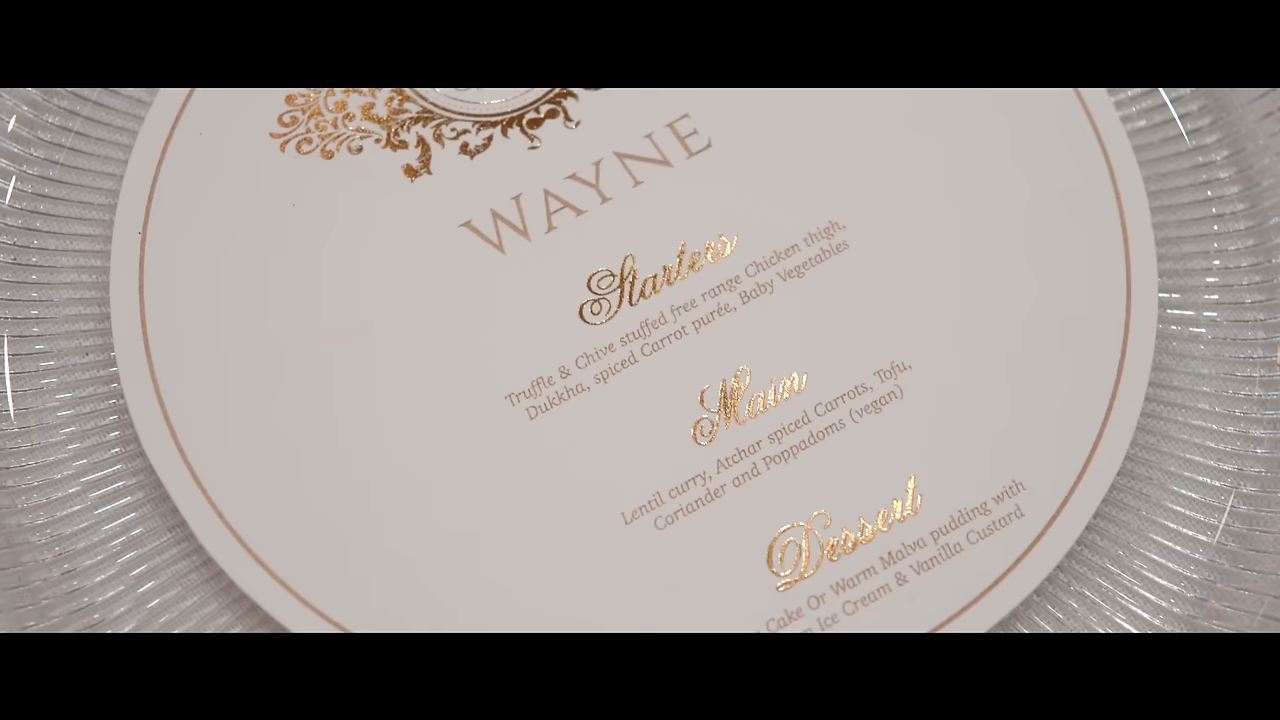 WAYNE
Starters
Truffle & Chive stuffed free range Chicken thigh,
Dukkha, spiced Carrot purée, Baby Vegetables
Main
Lentil curry, Atchar spiced Carrots, Tofu,
Coriander and Poppadoms (vegan)
Dessert
Cake Or Warm Malva pudding with
Ice Cream & Vanilla Custard